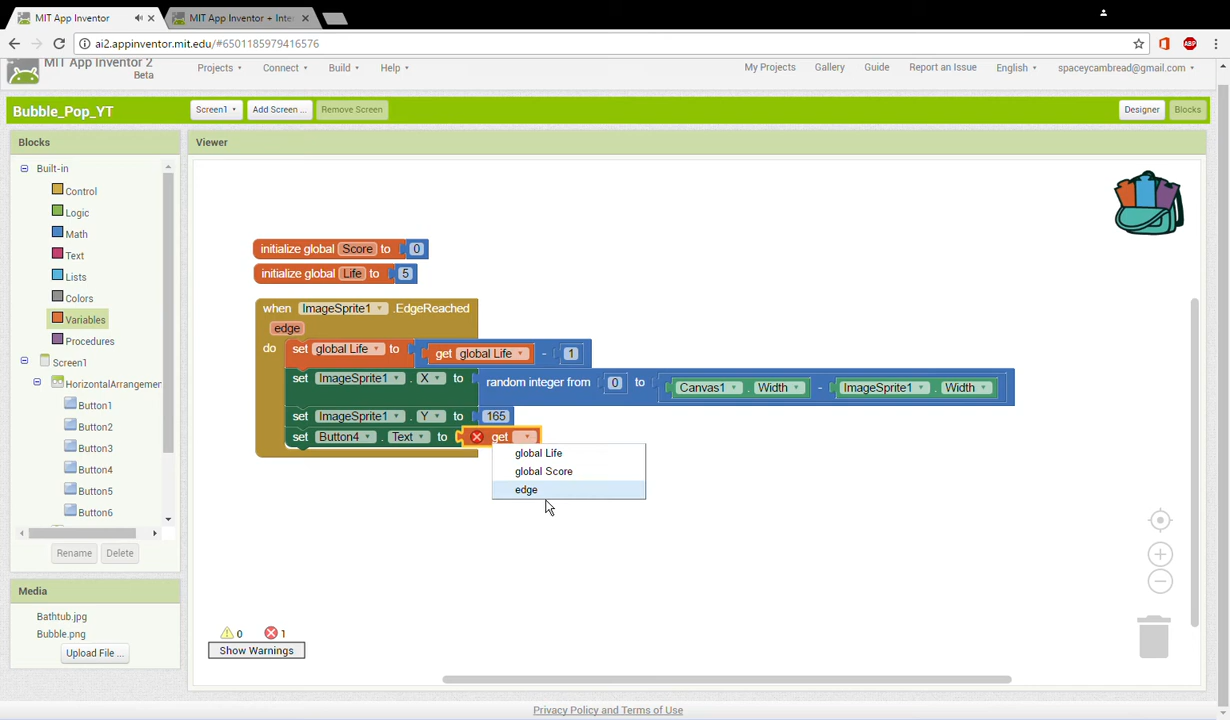 MIT App Inventor
MIT App Inventor + Inte
ai2.appinventor.mit.edu/#6501185979416576
ABP
MIT App Inventor 2
Beta
Projects
Connect
Build
Help
My Projects
Gallery
Guide
Report an Issue
English
spaceycambread@gmail.com
Bubble_Pop_YT
Screen1
Add Screen ...
Remove Screen
Designer
Blocks
Blocks
Viewer
Built-in
Control
Logic
Math
Text
Lists
Colors
Variables
Procedures
Screen1
HorizontalArrangemer
Button1
Button2
Button3
Button4
Button5
Button6
Rename
Delete
Media
Bathtub.jpg
Bubble.png
Upload File ...
initialize global Score to 0
initialize global Life to 5
when ImageSprite1 .EdgeReached
edge
do set global Life to get global Life - 1
set ImageSprite1 . X to random integer from 0 to Canvas1 . Width - ImageSprite1 . Width
set ImageSprite1 . Y to 165
set Button4 . Text to get
global Life
global Score
edge
0 1
Show Warnings
Privacy Policy and Terms of Use